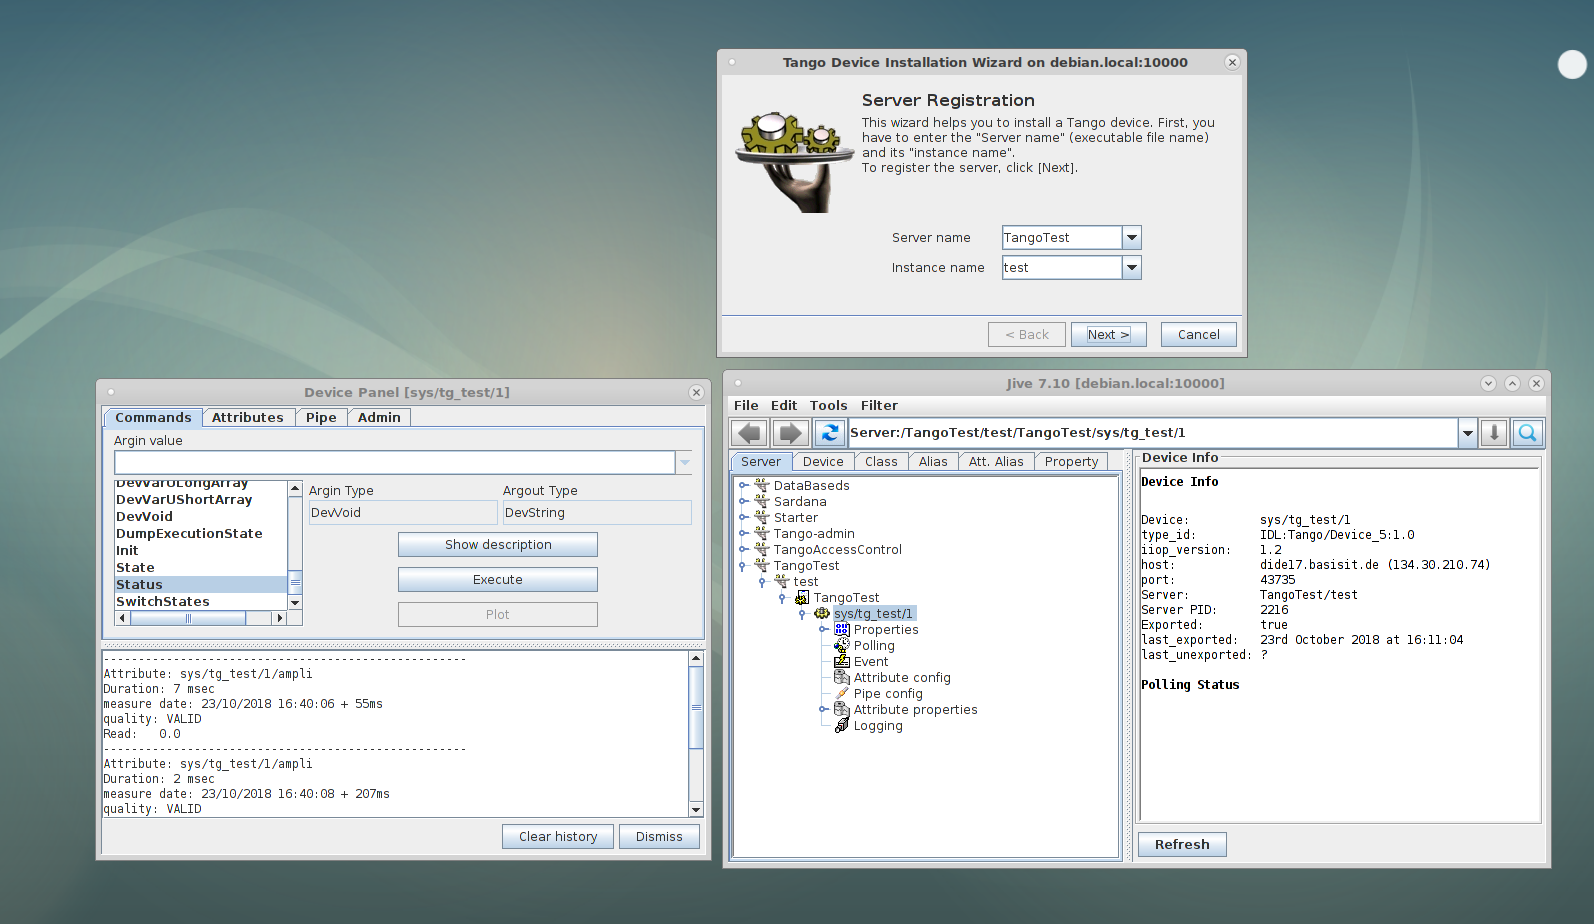 Tango Device Installation Wizard on debian.local:10000
Server Registration
This wizard helps you to install a Tango device. First, you
have to enter the "Server name" (executable file name)
and its "instance name".
To register the server, click [Next].
Server name TangoTest
Instance name test
< Back Next > Cancel
Device Panel [sys/tg_test/1]
Commands Attributes Pipe Admin
Argin value
DevVarULongArray
DevVarUShortArray
DevVoid
DumpExecutionState
Init
State
Status
SwitchStates
Argin Type Argout Type
DevVoid DevString
Show description
Execute
Plot
----------------------------------------------------
Attribute: sys/tg_test/1/ampli
Duration: 7 msec
measure date: 23/10/2018 16:40:06 + 55ms
quality: VALID
Read: 0.0
----------------------------------------------------
Attribute: sys/tg_test/1/ampli
Duration: 2 msec
measure date: 23/10/2018 16:40:08 + 207ms
quality: VALID
Clear history Dismiss
Jive 7.10 [debian.local:10000]
File Edit Tools Filter
Server:/TangoTest/test/TangoTest/sys/tg_test/1
Server Device Class Alias Att. Alias Property
DataBaseds
Sardana
Starter
Tango-admin
TangoAccessControl
TangoTest
test
TangoTest
sys/tg_test/1
Properties
Polling
Event
Attribute config
Pipe config
Attribute properties
Logging
Device Info
Device Info
Device: sys/tg_test/1
type_id: IDL:Tango/Device_5:1.0
iiop_version: 1.2
host: dide17.basisit.de (134.30.210.74)
port: 43735
Server: TangoTest/test
Server PID: 2216
Exported: true
last_exported: 23rd October 2018 at 16:11:04
last_unexported: ?
Polling Status
Refresh